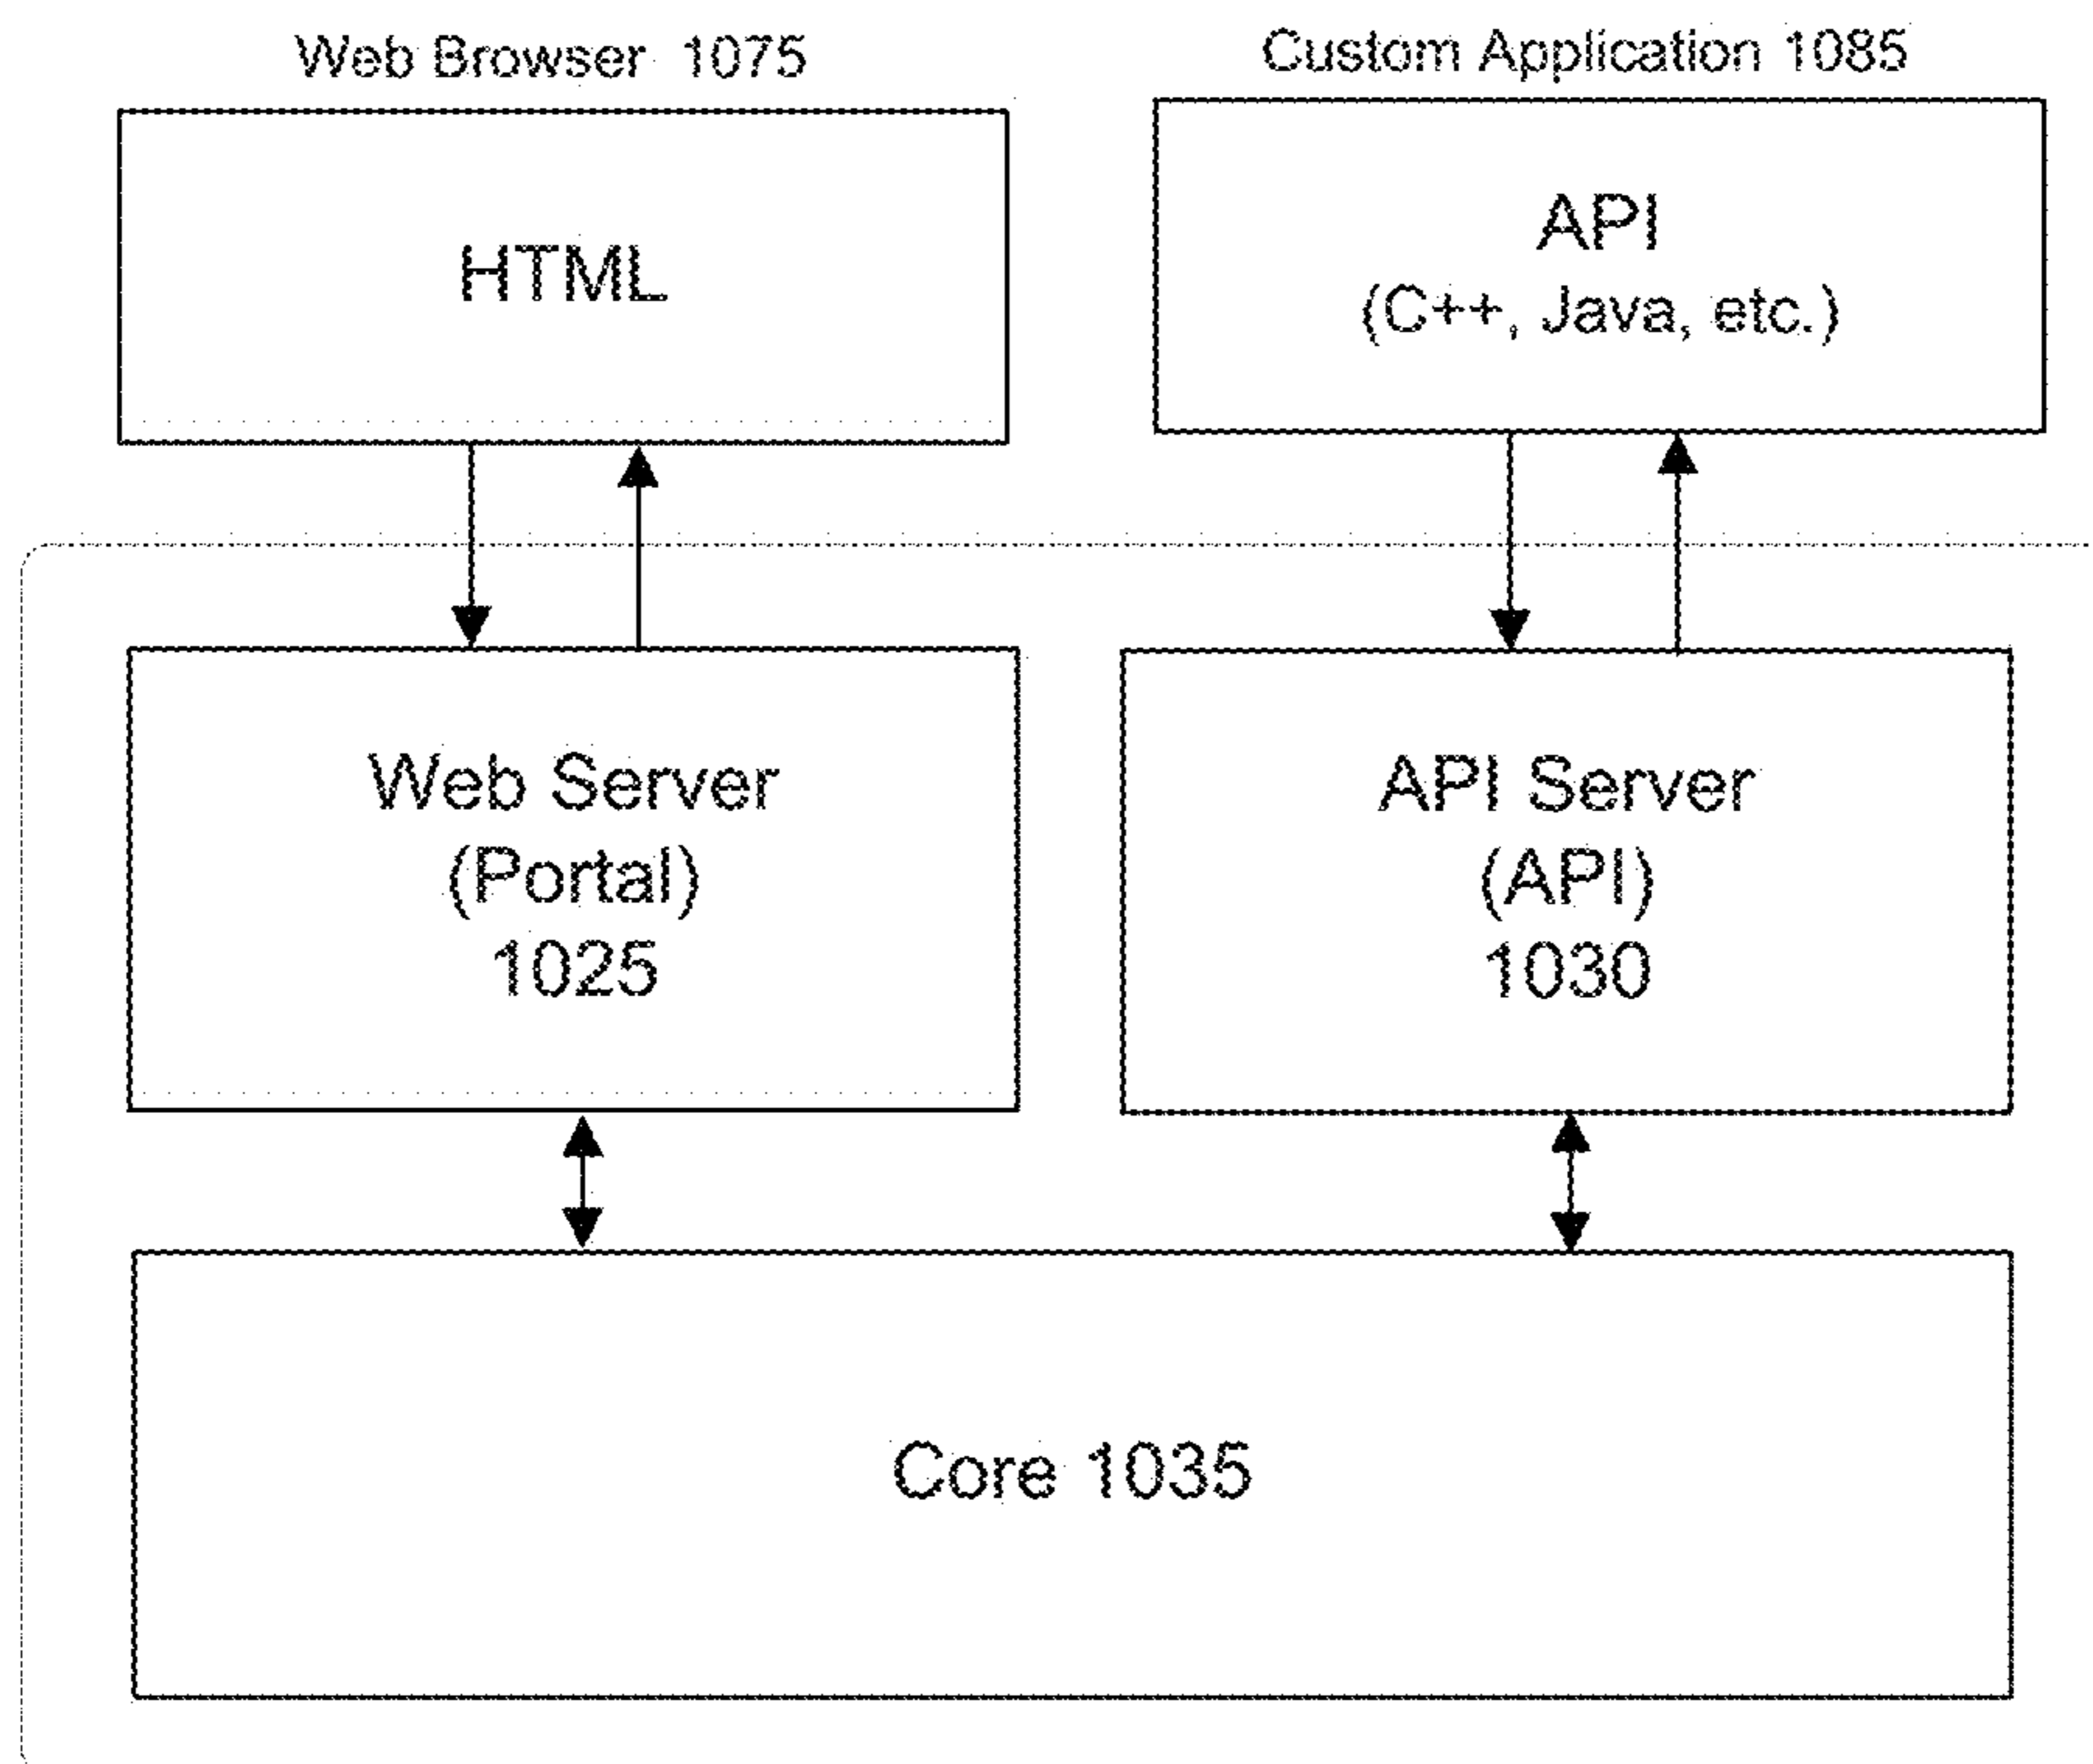 Web Browser 1075
Custom Application 1085
HTML
API
(C++, Java, etc.)
Web Server
(Portal)
1025
API Server
(API)
1030
Core 1035